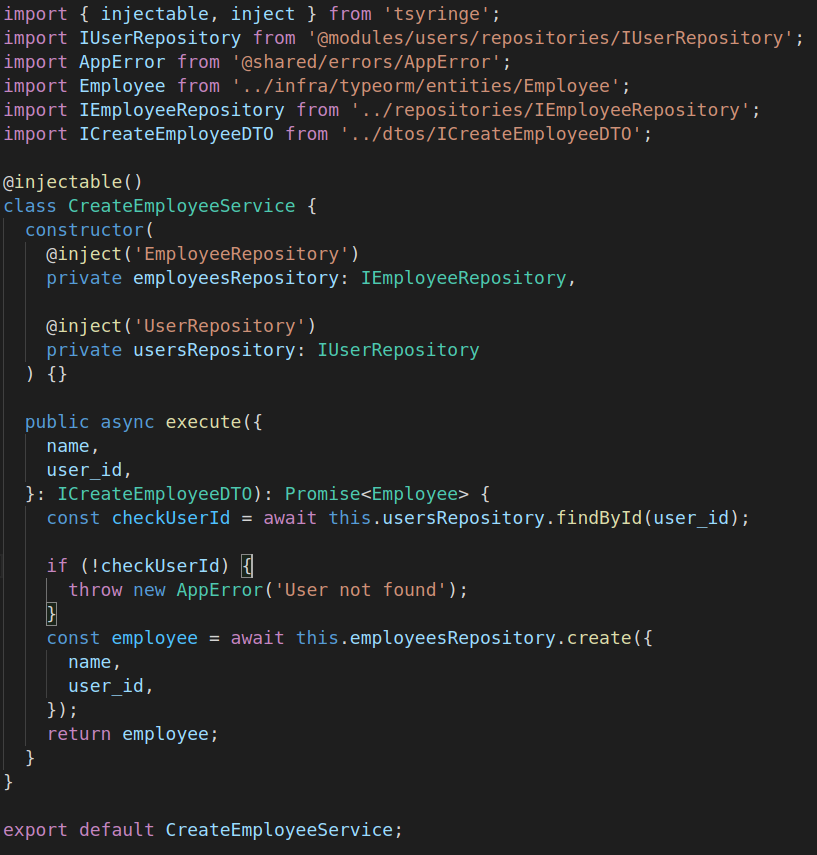 import { injectable, inject } from 'tsyringe';
import IUserRepository from '@modules/users/repositories/IUserRepository';
import AppError from '@shared/errors/AppError';
import Employee from '../infra/typeorm/entities/Employee';
import IEmployeeRepository from '../repositories/IEmployeeRepository';
import ICreateEmployeeDTO from '../dtos/ICreateEmployeeDTO';

@injectable()
class CreateEmployeeService {
  constructor(
    @inject('EmployeeRepository')
    private employeesRepository: IEmployeeRepository,

    @inject('UserRepository')
    private usersRepository: IUserRepository
  ) {}

  public async execute({
    name,
    user_id,
  }: ICreateEmployeeDTO): Promise<Employee> {
    const checkUserId = await this.usersRepository.findById(user_id);

    if (!checkUserId) {
      throw new AppError('User not found');
    }
    const employee = await this.employeesRepository.create({
      name,
      user_id,
    });
    return employee;
  }
}

export default CreateEmployeeService;